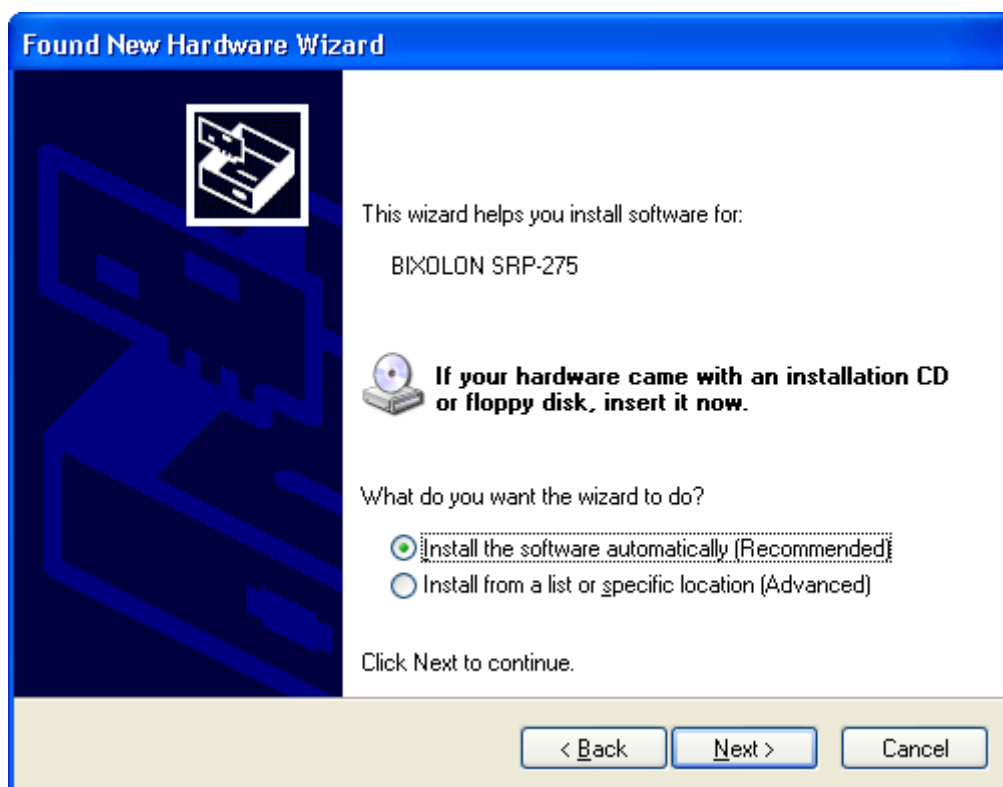 Found New Hardware Wizard
This wizard helps you install software for:
BIXOLON SRP-275
If your hardware came with an installation CD
or floppy disk, insert it now.
What do you want the wizard to do?
Install the software automatically (Recommended)
Install from a list or specific location (Advanced)
Click Next to continue.
< Back Next > Cancel